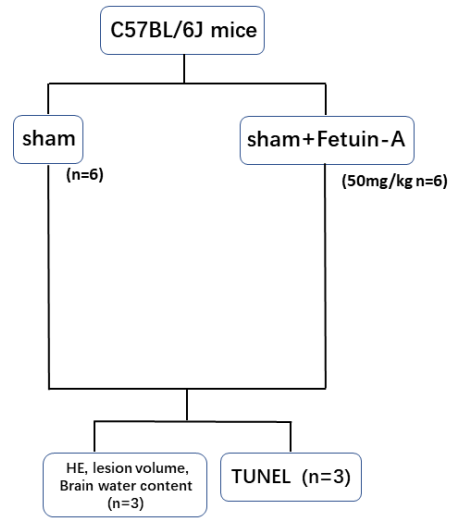 C57BL/6J mice
sham
sham+Fetuin-A
(n=6)
(50mg/kg n=6)
HE, lesion volume,
Brain water content
(n=3)
TUNEL (n=3)